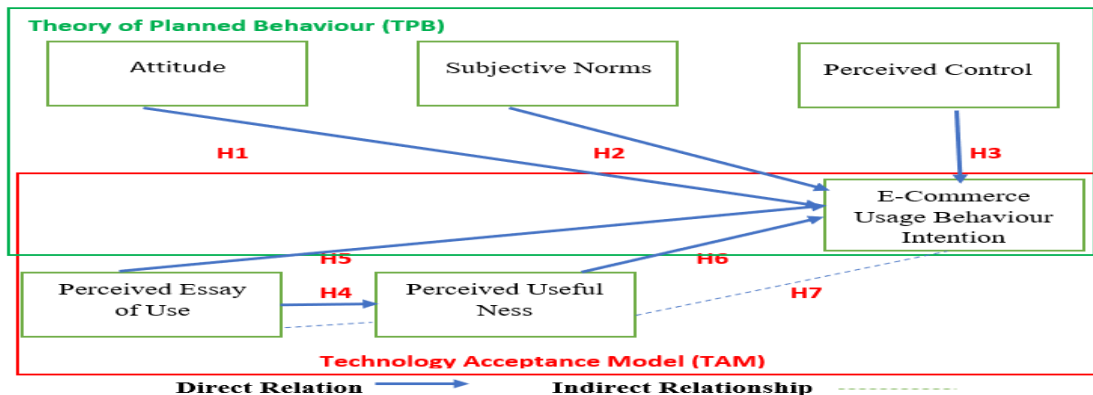 Theory of Planned Behaviour (TPB)
Attitude
Subjective Norms
Perceived Control
H1
H2
H3
E-Commerce
Usage Behaviour
Intention
H5
H6
Perceived Essay
of Use
H4
Perceived Useful
Ness
H7
Technology Acceptance Model (TAM)
Direct Relation
Indirect Relationship